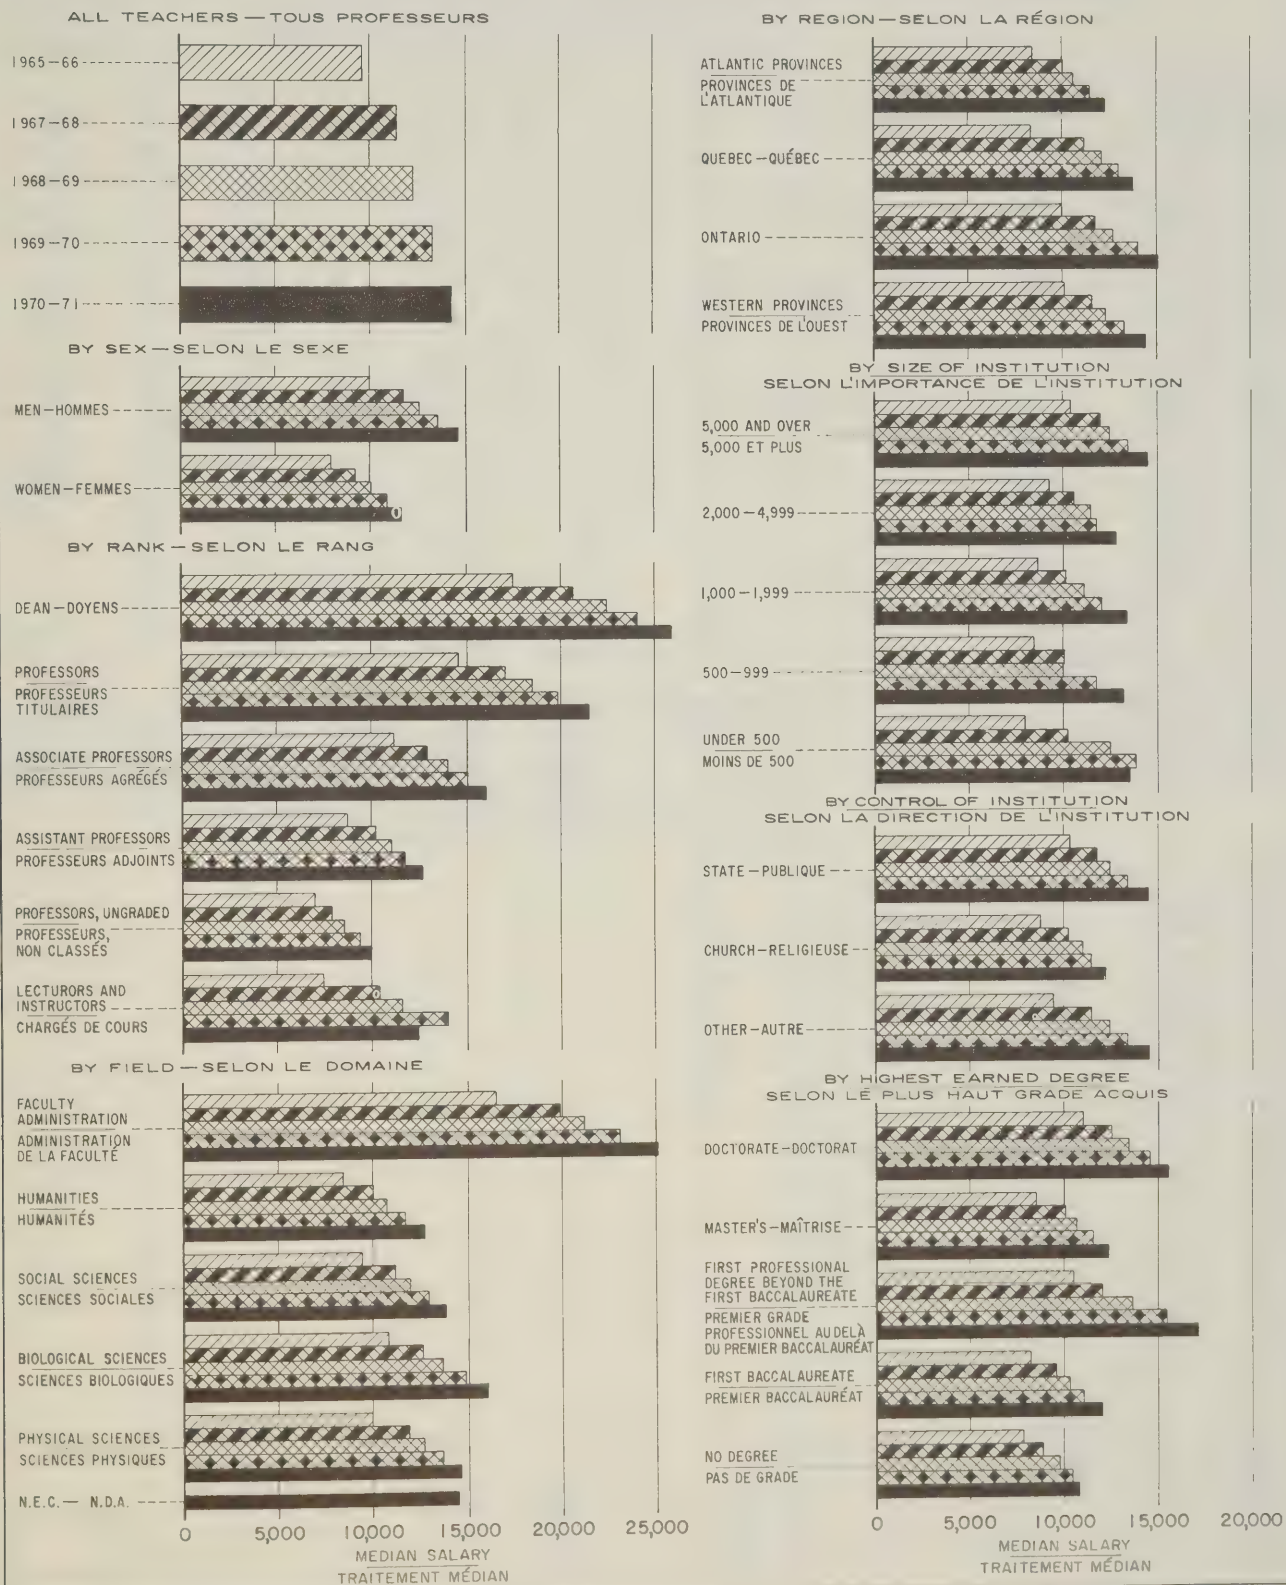 ALL TEACHERS — TOUS PROFESSEURS
1965-66
1967-68
1968-69
1969-70
1970-71
BY SEX — SELON LE SEXE
MEN-HOMMES
WOMEN-FEMMES
BY RANK — SELON LE RANG
DEAN-DOYENS
PROFESSORS
PROFESSEURS
TITULAIRES
ASSOCIATE PROFESSORS
PROFESSEURS AGRÉGÉS
ASSISTANT PROFESSORS
PROFESSEURS ADJOINTS
PROFESSORS, UNGRADED
PROFESSEURS,
NON CLASSÉS
LECTURORS AND
INSTRUCTORS
CHARGÉS DE COURS
BY FIELD — SELON LE DOMAINE
FACULTY
ADMINISTRATION
ADMINISTRATION
DE LA FACULTÉ
HUMANITIES
HUMANITÉS
SOCIAL SCIENCES
SCIENCES SOCIALES
BIOLOGICAL SCIENCES
SCIENCES BIOLOGIQUES
PHYSICAL SCIENCES
SCIENCES PHYSIQUES
N.E.C. — N.D.A.
0 5,000 10,000 15,000 20,000 25,000
MEDIAN SALARY
TRAITEMENT MÉDIAN
BY REGION — SELON LA RÉGION
ATLANTIC PROVINCES
PROVINCES DE
L'ATLANTIQUE
QUEBEC-QUÉBEC
ONTARIO
WESTERN PROVINCES
PROVINCES DE L'OUEST
BY SIZE OF INSTITUTION
SELON L'IMPORTANCE DE L'INSTITUTION
5,000 AND OVER
5,000 ET PLUS
2,000-4,999
1,000-1,999
500-999
UNDER 500
MOINS DE 500
BY CONTROL OF INSTITUTION
SELON LA DIRECTION DE L'INSTITUTION
STATE-PUBLIQUE
CHURCH-RELIGIEUSE
OTHER-AUTRE
BY HIGHEST EARNED DEGREE
SELON LE PLUS HAUT GRADE ACQUIS
DOCTORATE-DOCTORAT
MASTER'S-MAÎTRISE
FIRST PROFESSIONAL
DEGREE BEYOND THE
FIRST BACCALAUREATE
PREMIER GRADE
PROFESSIONNEL AU DELÀ
DU PREMIER BACCALAURÉAT
FIRST BACCALAUREATE
PREMIER BACCALAURÉAT
NO DEGREE
PAS DE GRADE
0 5,000 10,000 15,000 20,000
MEDIAN SALARY
TRAITEMENT MÉDIAN